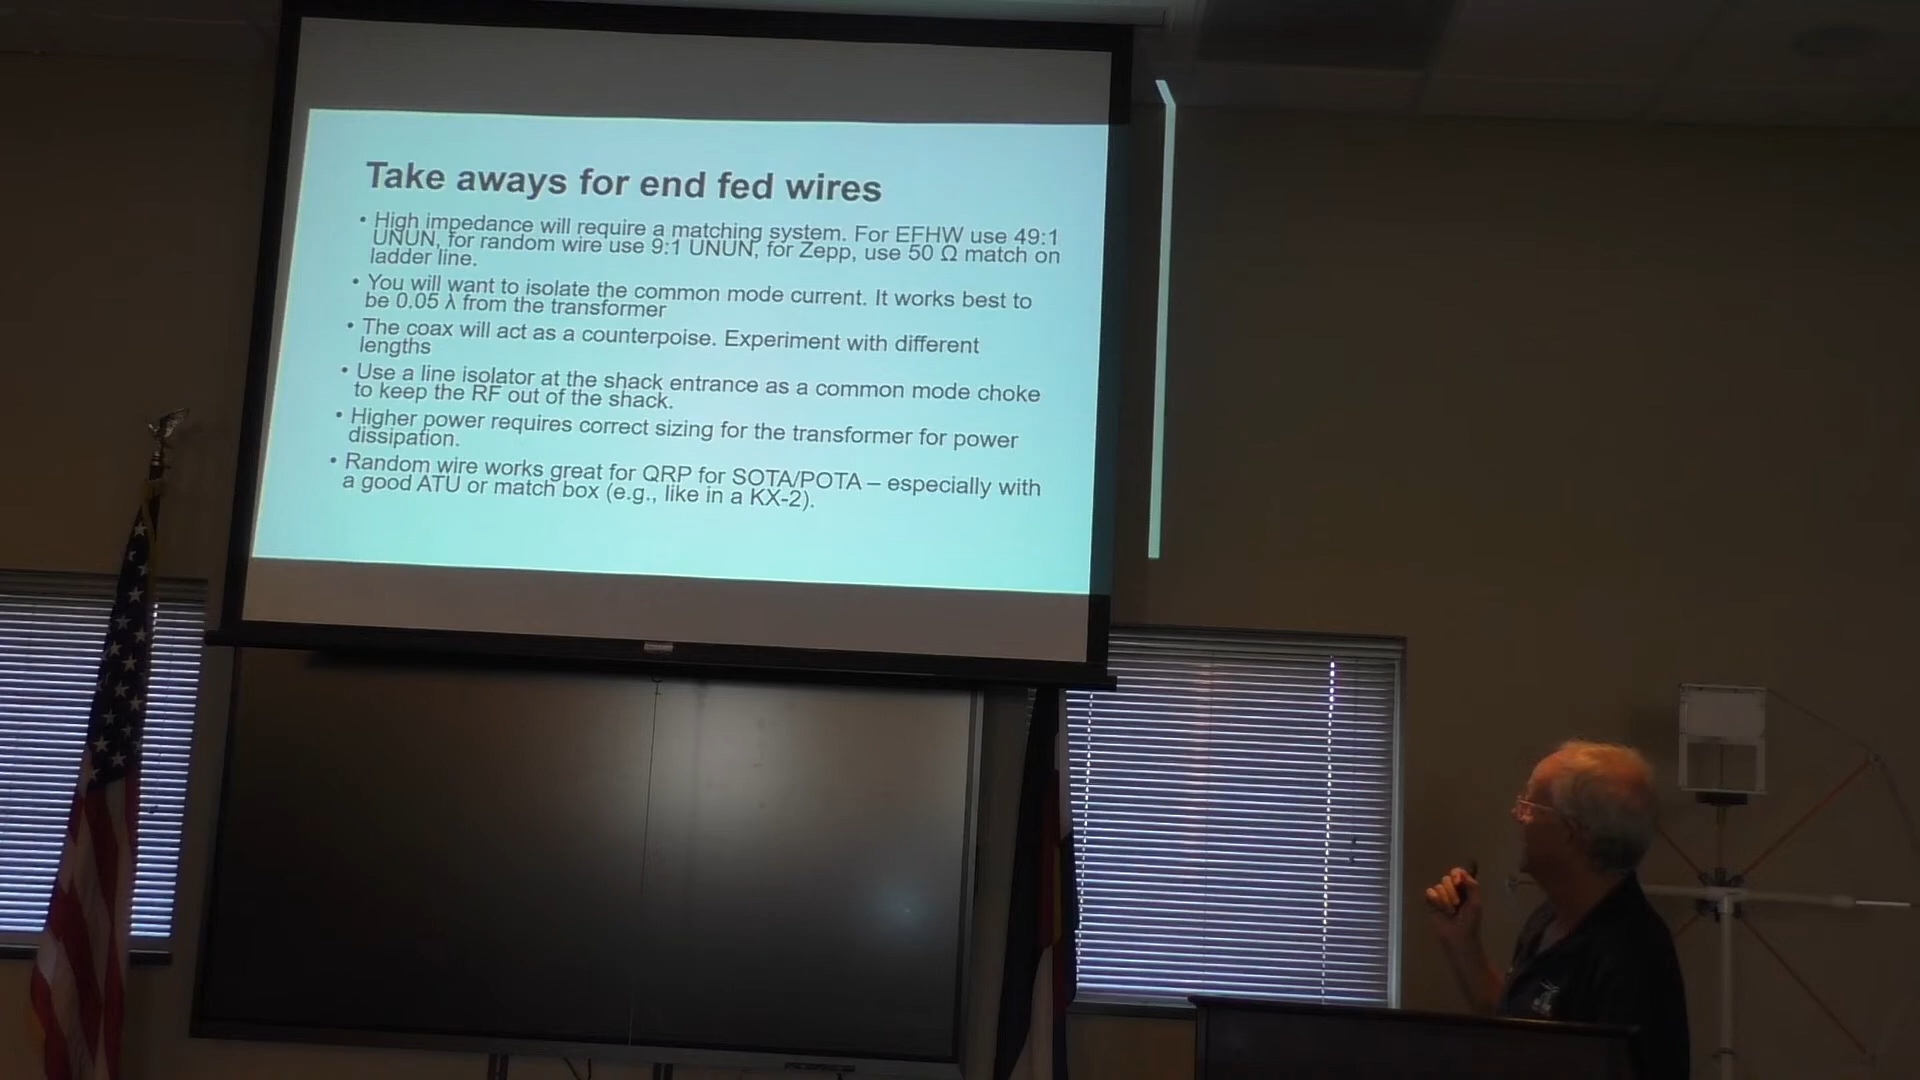 Take aways for end fed wires
• High impedance will require a matching system. For EFHW use 49:1
UNUN, for random wire use 9:1 UNUN, for Zepp, use 50 Ω match on
ladder line.
• You will want to isolate the common mode current. It works best to
be 0.05 λ from the transformer
• The coax will act as a counterpoise. Experiment with different
lengths
• Use a line isolator at the shack entrance as a common mode choke
to keep the RF out of the shack.
• Higher power requires correct sizing for the transformer for power
dissipation.
• Random wire works great for QRP for SOTA/POTA – especially with
a good ATU or match box (e.g., like in a KX-2).